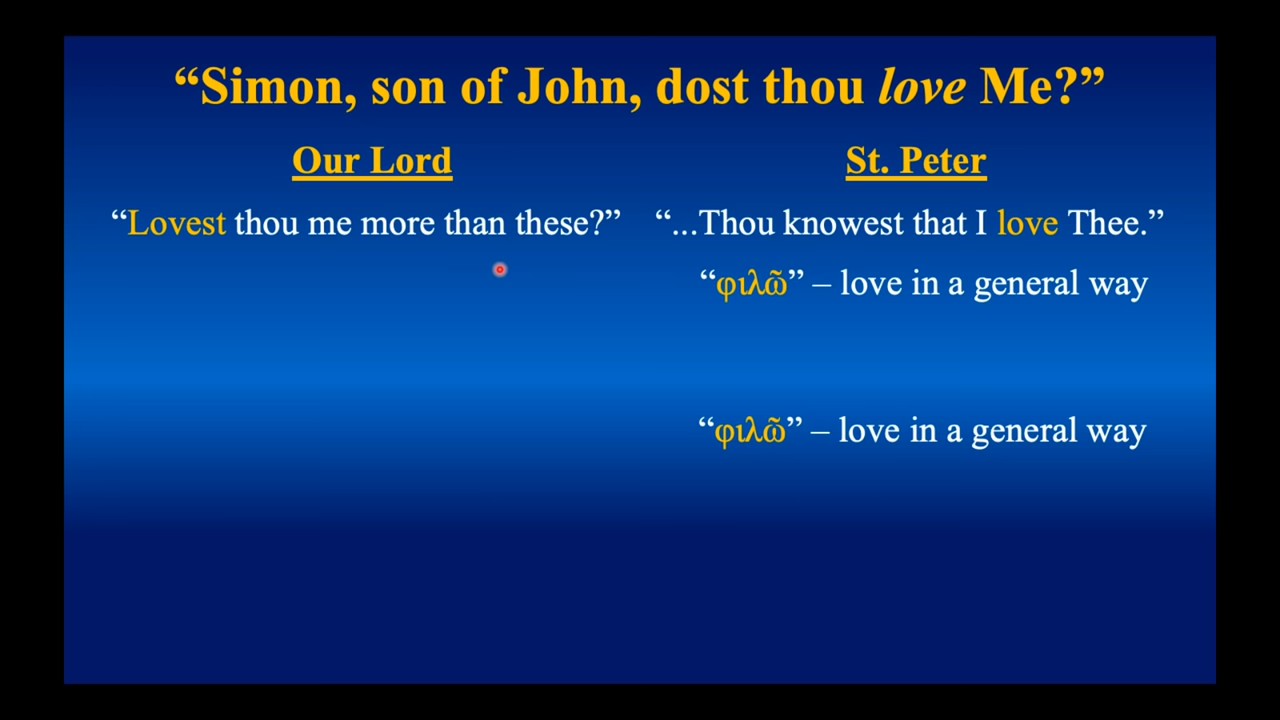 “Simon, son of John, dost thou love Me?”
Our Lord
St. Peter
“Lovest thou me more than these?”
“...Thou knowest that I love Thee.”
“φιλῶ” – love in a general way
“φιλῶ” – love in a general way